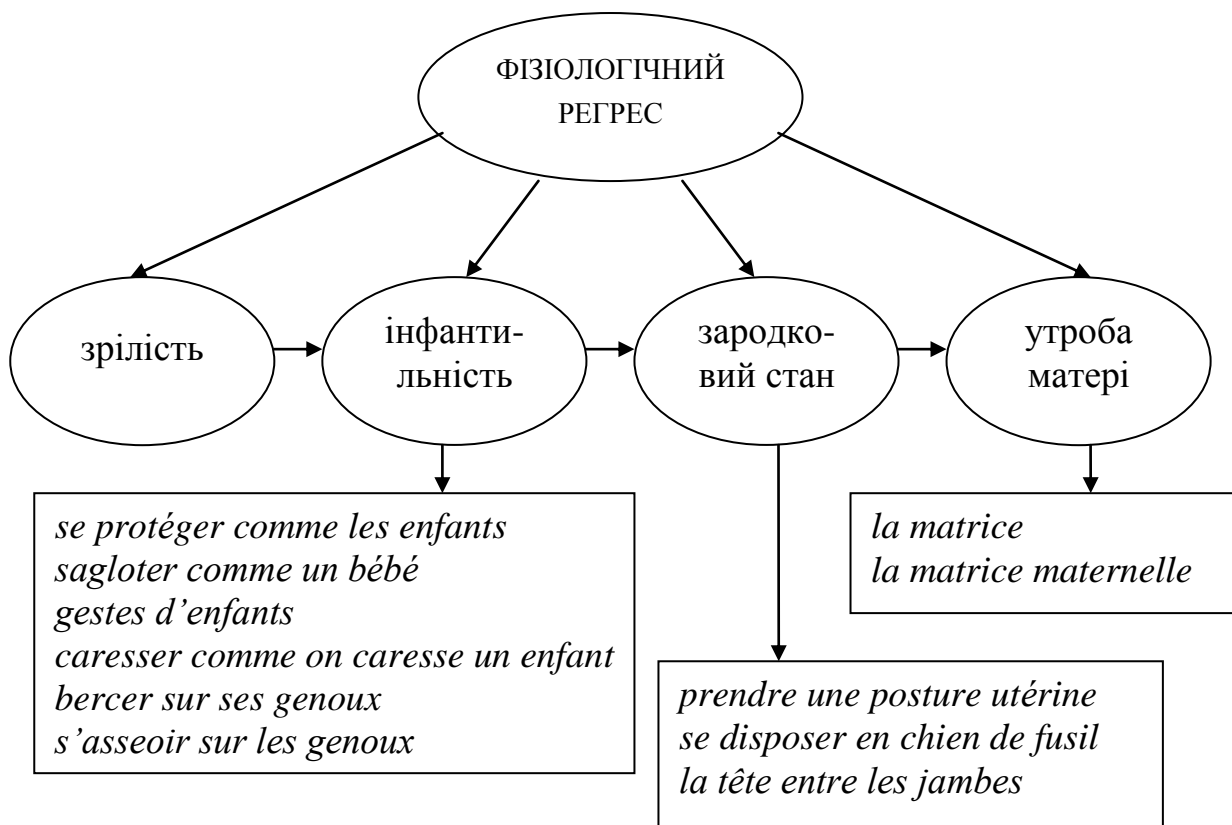 ФІЗІОЛОГІЧНИЙ
РЕГРЕС
зрілість
інфанти-
льність
зародко-
вий стан
утроба
матері
se protéger comme les enfants
sagloter comme un bébé
gestes d’enfants
caresser comme on caresse un enfant
bercer sur ses genoux
s’asseoir sur les genoux
la matrice
la matrice maternelle
prendre une posture utérine
se disposer en chien de fusil
la tête entre les jambes